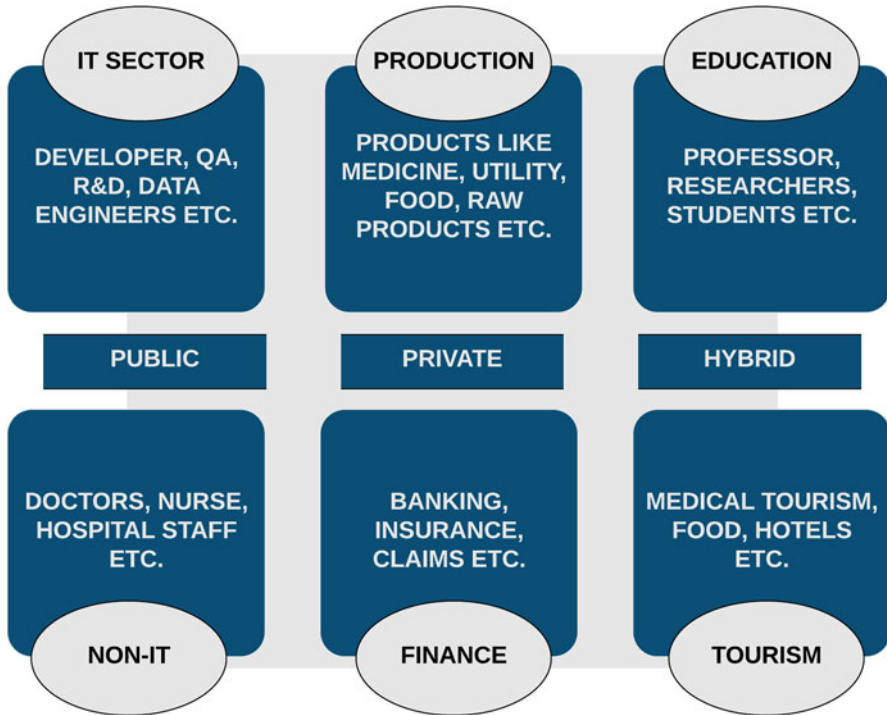 IT SECTOR
DEVELOPER, QA,
R&D, DATA
ENGINEERS ETC.
PRODUCTION
PRODUCTS LIKE
MEDICINE, UTILITY,
FOOD, RAW
PRODUCTS ETC.
EDUCATION
PROFESSOR,
RESEARCHERS,
STUDENTS ETC.
PUBLIC
PRIVATE
HYBRID
DOCTORS, NURSE,
HOSPITAL STAFF
ETC.
NON-IT
BANKING,
INSURANCE,
CLAIMS ETC.
FINANCE
MEDICAL TOURISM,
FOOD, HOTELS
ETC.
TOURISM